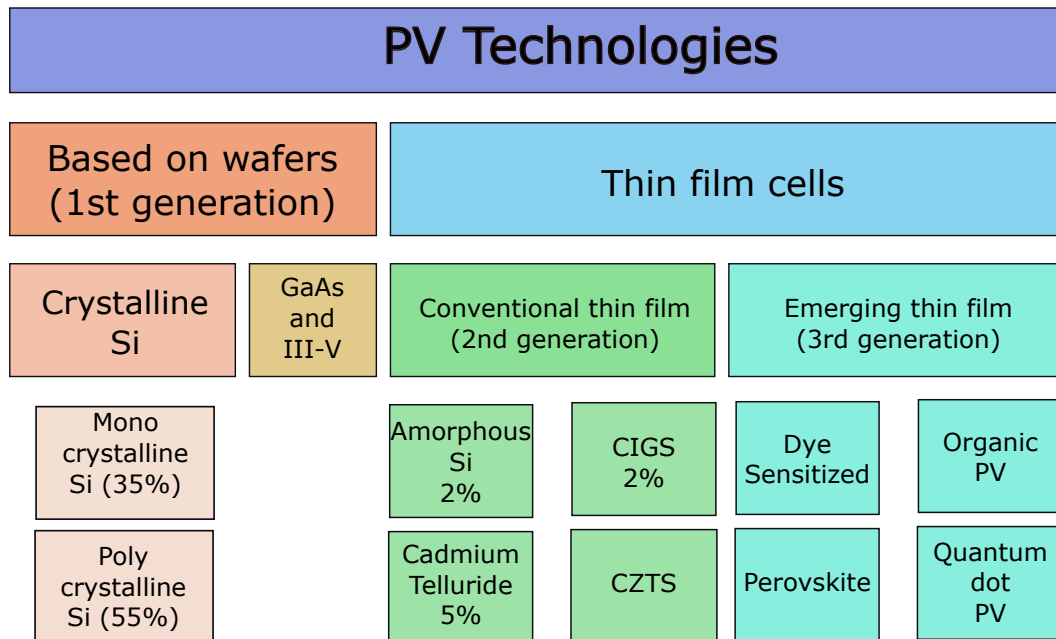 PV Technologies
Based on wafers
(1st generation)
Thin film cells
Crystalline
Si
GaAs
and
III-V
Conventional thin film
(2nd generation)
Emerging thin film
(3rd generation)
Mono
crystalline
Si (35%)
Amorphous
Si
2%
CIGS
2%
Dye
Sensitized
Organic
PV
Poly
crystalline
Si (55%)
Cadmium
Telluride
5%
CZTS
Perovskite
Quantum
dot
PV